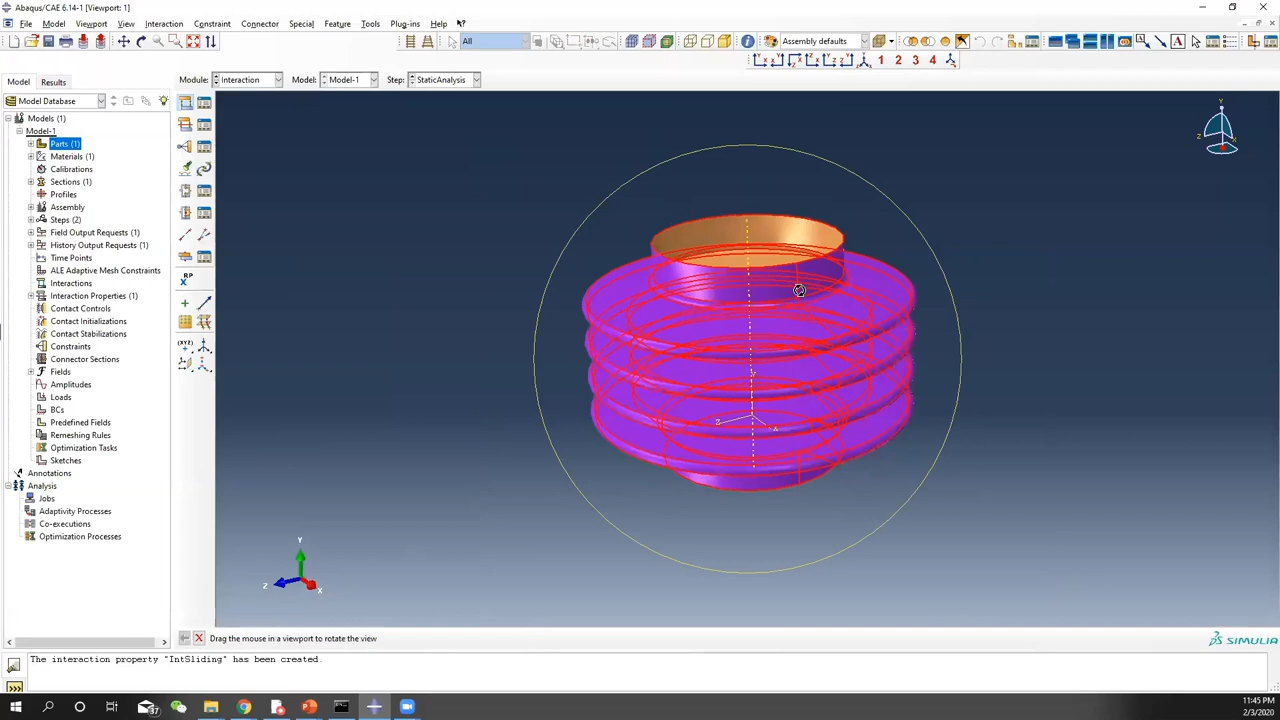 Abaqus/CAE 6.14-1 [Viewport: 1]
File Model Viewport View Interaction Constraint Connector Special Feature Tools Plug-ins Help
All
Assembly defaults
1 2 3 4
Model Results
Module: Interaction Model: Model-1 Step: StaticAnalysis
Model Database
Models (1)
Model-1
Parts (1)
Materials (1)
Calibrations
Sections (1)
Profiles
Assembly
Steps (2)
Field Output Requests (1)
History Output Requests (1)
Time Points
ALE Adaptive Mesh Constraints
Interactions
Interaction Properties (1)
Contact Controls
Contact Initializations
Contact Stabilizations
Constraints
Connector Sections
Fields
Amplitudes
Loads
BCs
Predefined Fields
Remeshing Rules
Optimization Tasks
Sketches
Annotations
Analysis
Jobs
Adaptivity Processes
Co-executions
Optimization Processes
RP
(XYZ)
Y
Z
X
Y
Z
X
Y
Z
X
Drag the mouse in a viewport to rotate the view
SIMULIA
The interaction property "IntSliding" has been created.
>>>
37
11:45 PM
2/3/2020